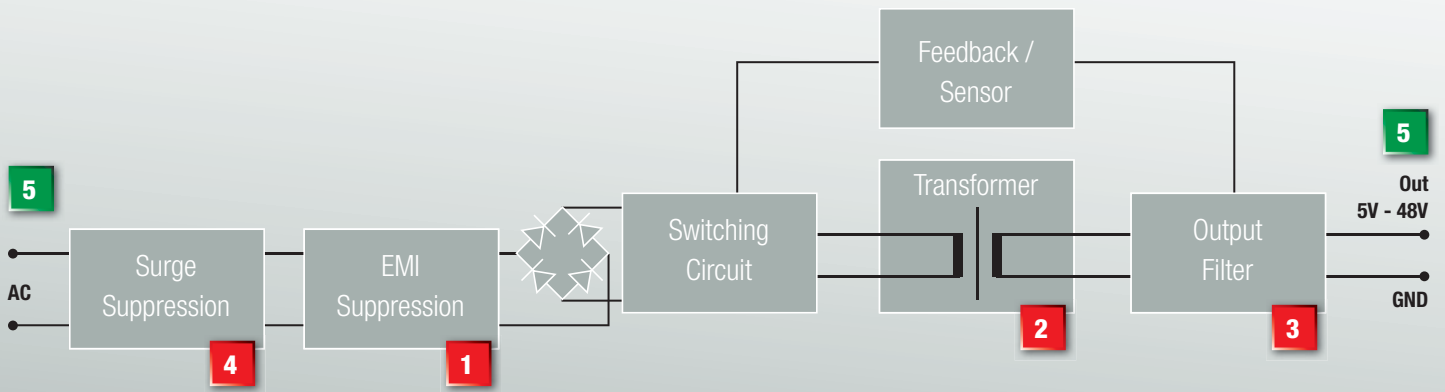 Feedback /
Sensor
5
5
Transformer
Out
5V - 48V
Surge
Suppression
EMI
Suppression
Switching
Circuit
Output
Filter
AC
GND
4
1
2
3